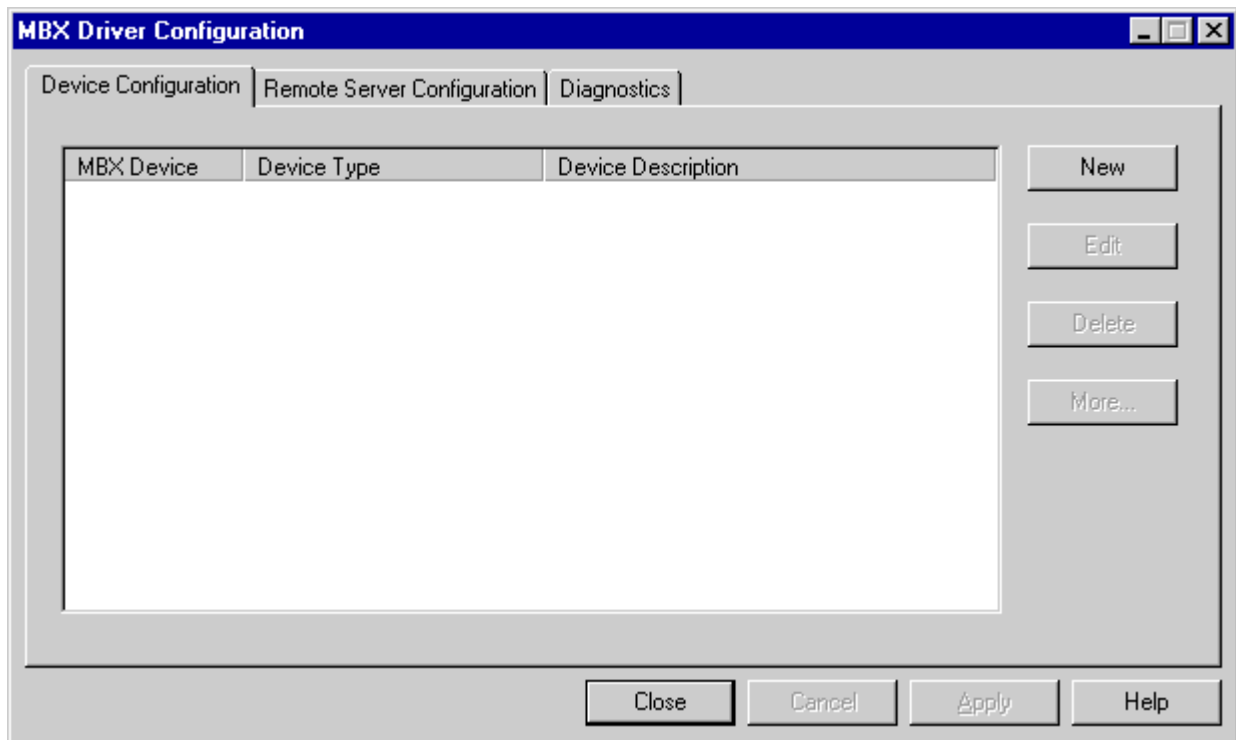 MBX Driver Configuration
Device Configuration Remote Server Configuration Diagnostics
MBX Device Device Type Device Description
New
Edit
Delete
More...
Close Cancel Apply Help